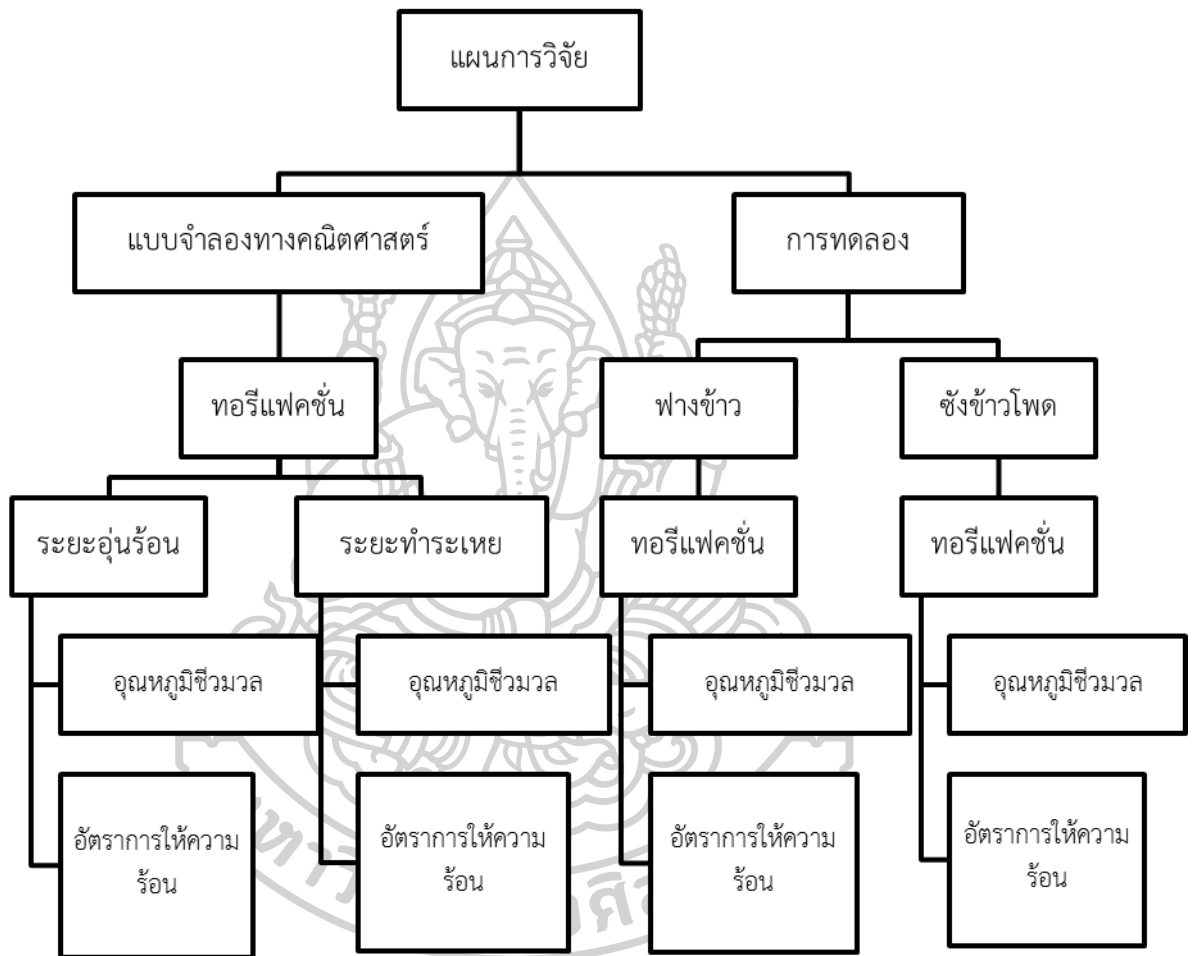 แผนการวิจัย
แบบจำลองทางคณิตศาสตร์
การทดลอง
ทอรีแฟคชั่น
ฟางข้าว
ซังข้าวโพด
ระยะอุ่นร้อน
ระยะทำระเหย
ทอรีแฟคชั่น
ทอรีแฟคชั่น
อุณหภูมิชีวมวล
อุณหภูมิชีวมวล
อุณหภูมิชีวมวล
อุณหภูมิชีวมวล
อัตราการให้ความ
ร้อน
อัตราการให้ความ
ร้อน
อัตราการให้ความ
ร้อน
อัตราการให้ความ
ร้อน